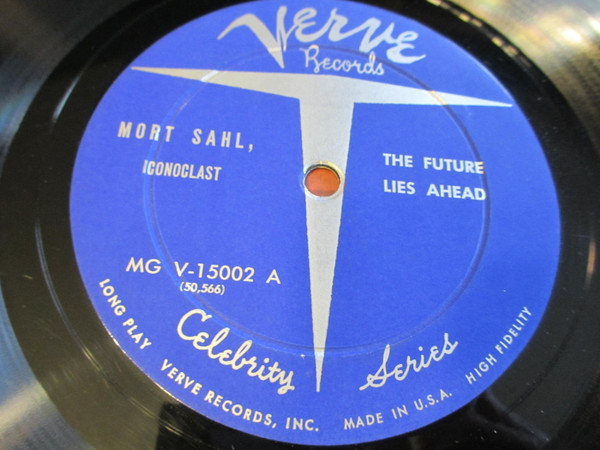 VERVE
Records
MORT SAHL,
ICONOCLAST
THE FUTURE
LIES AHEAD
MG V-15002 A
(50,566)
Celebrity Series
LONG PLAY
VERVE RECORDS, INC.
MADE IN U.S.A.
HIGH FIDELITY